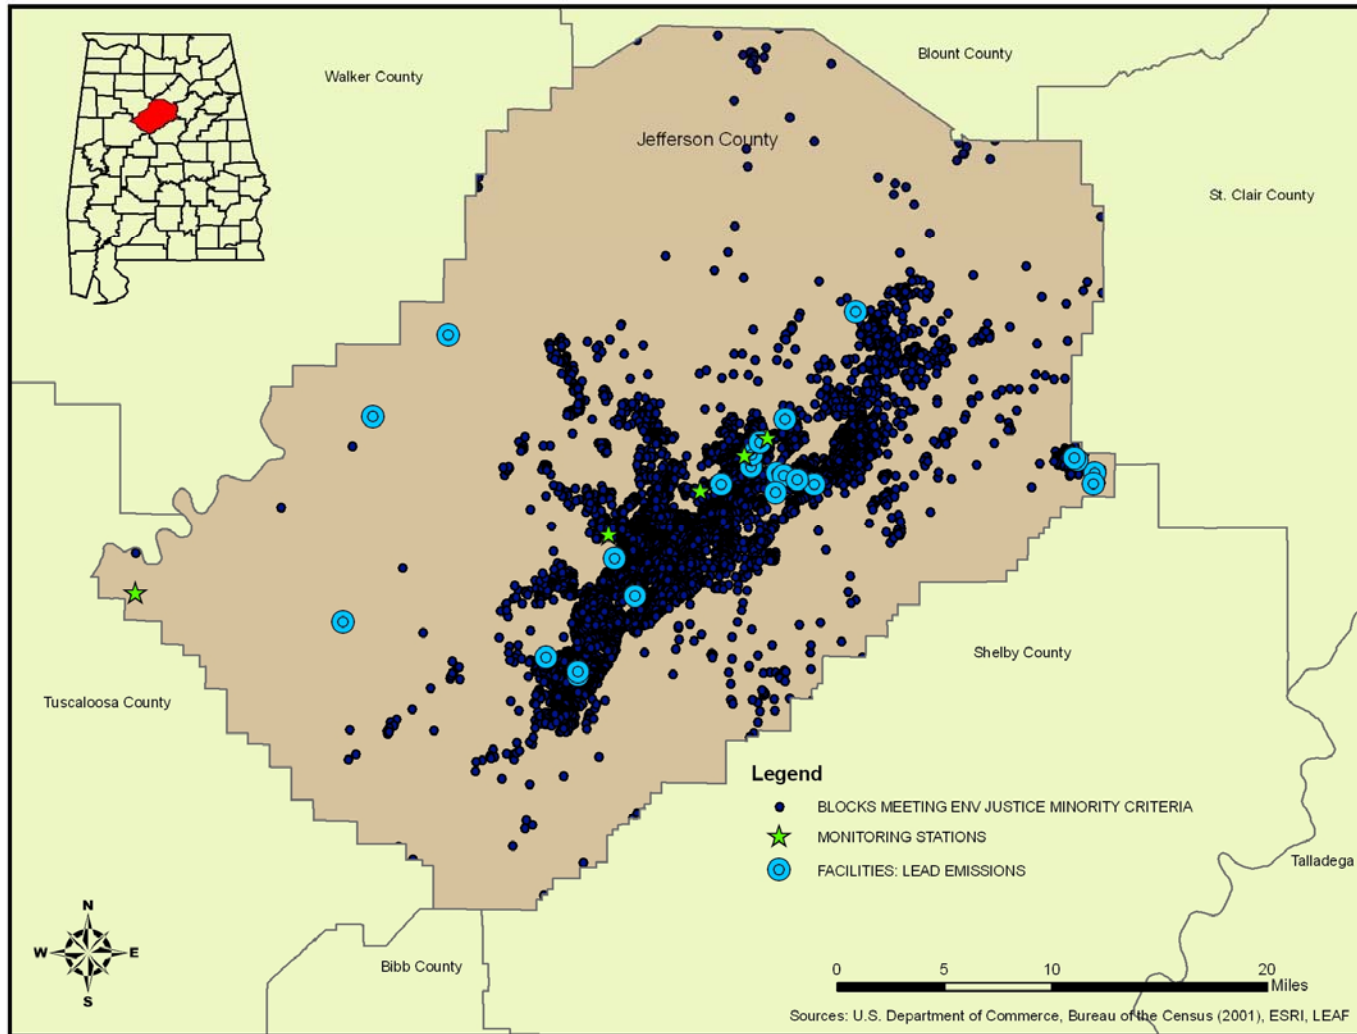 Walker County
Blount County
Jefferson County
St. Clair County
Tuscaloosa County
Shelby County
Legend
BLOCKS MEETING ENV JUSTICE MINORITY CRITERIA
MONITORING STATIONS
FACILITIES: LEAD EMISSIONS
Talladega
N
W E
S
Bibb County
0 5 10 20
Miles
Sources: U.S. Department of Commerce, Bureau of the Census (2001), ESRI, LEAF